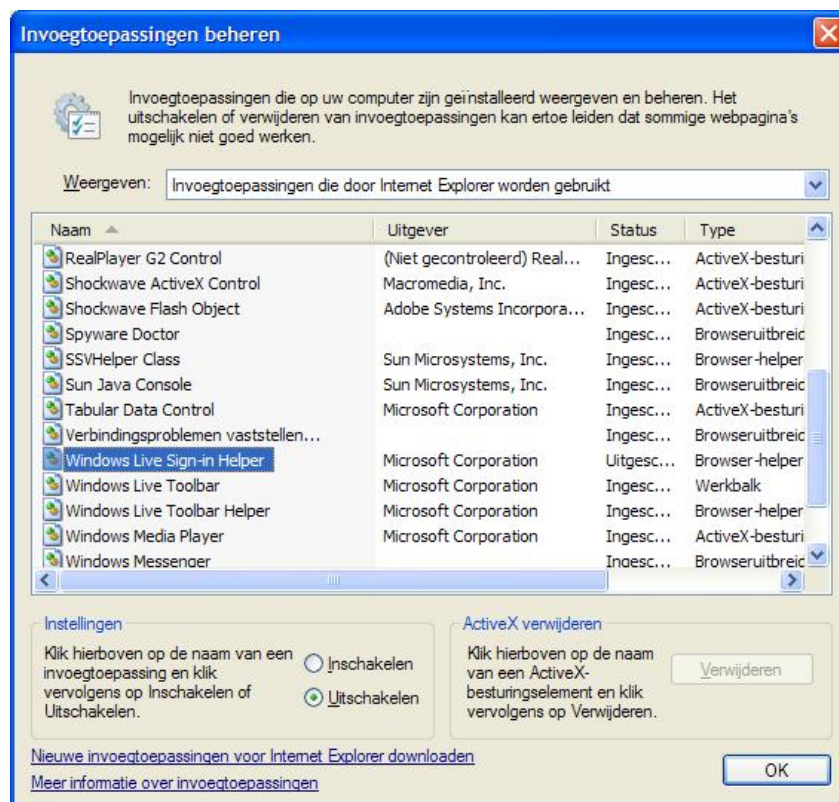 Invoegtoepassingen beheren
Invoegtoepassingen die op uw computer zijn geïnstalleerd weergeven en beheren. Het
uitschakelen of verwijderen van invoegtoepassingen kan ertoe leiden dat sommige webpagina's
mogelijk niet goed werken.
Weergeven: Invoegtoepassingen die door Internet Explorer worden gebruikt
Naam Uitgever Status Type
RealPlayer G2 Control (Niet gecontroleerd) Real... Ingesc... ActiveX-besturi
Shockwave ActiveX Control Macromedia, Inc. Ingesc... ActiveX-besturi
Shockwave Flash Object Adobe Systems Incorpora... Ingesc... ActiveX-besturi
Spyware Doctor Ingesc... Browseruitbreid
SSVHelper Class Sun Microsystems, Inc. Ingesc... Browser-helper
Sun Java Console Sun Microsystems, Inc. Ingesc... Browseruitbreid
Tabular Data Control Microsoft Corporation Ingesc... ActiveX-besturi
Verbindingsproblemen vaststellen... Ingesc... Browseruitbreid
Windows Live Sign-in Helper Microsoft Corporation Uitgesc... Browser-helper
Windows Live Toolbar Microsoft Corporation Ingesc... Werkbalk
Windows Live Toolbar Helper Microsoft Corporation Ingesc... Browser-helper
Windows Media Player Microsoft Corporation Ingesc... ActiveX-besturi
Windows Messenger Ingesc... Browseruitbreid
Instellingen
Klik hierboven op de naam van een
invoegtoepassing en klik
vervolgens op Inschakelen of
Uitschakelen.
Inschakelen
Uitschakelen
ActiveX verwijderen
Klik hierboven op de naam
van een ActiveX-
besturingselement en klik
vervolgens op Verwijderen.
Verwijderen
Nieuwe invoegtoepassingen voor Internet Explorer downloaden
Meer informatie over invoegtoepassingen
OK